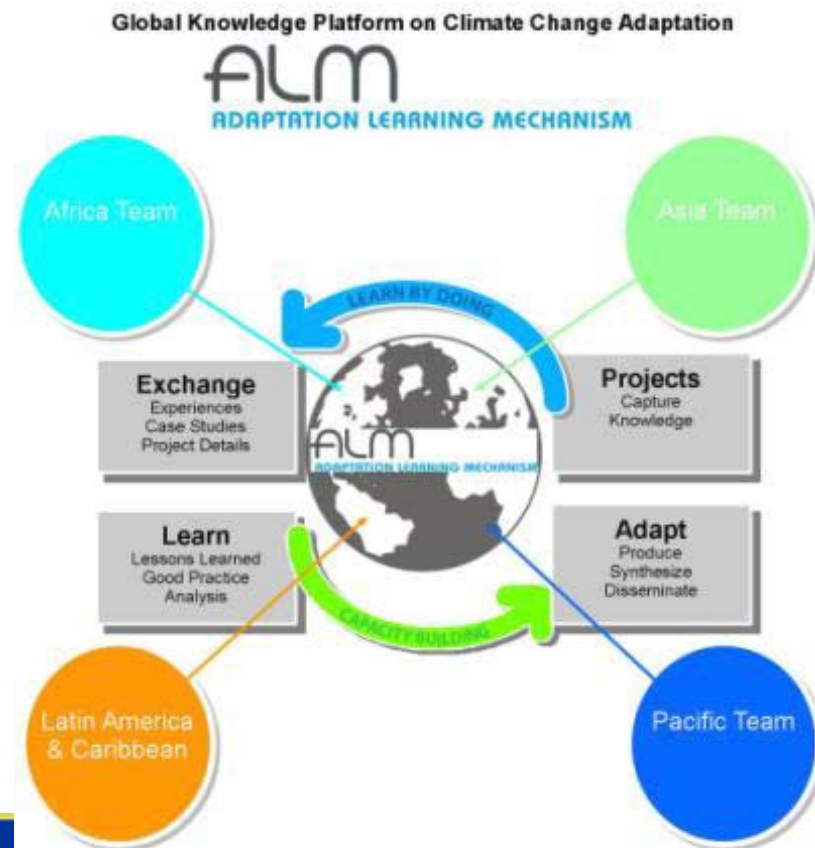 Global Knowledge Platform on Climate Change Adaptation
ALM
ADAPTATION LEARNING MECHANISM
Africa Team
Asia Team
LEARN BY DOING
Exchange
Experiences
Case Studies
Project Details
Projects
Capture
Knowledge
ALM
ADAPTATION LEARNING MECHANISM
Learn
Lessons Learned
Good Practice
Analysis
Adapt
Produce
Synthesize
Disseminate
CAPACITY BUILDING
Latin America
& Caribbean
Pacific Team